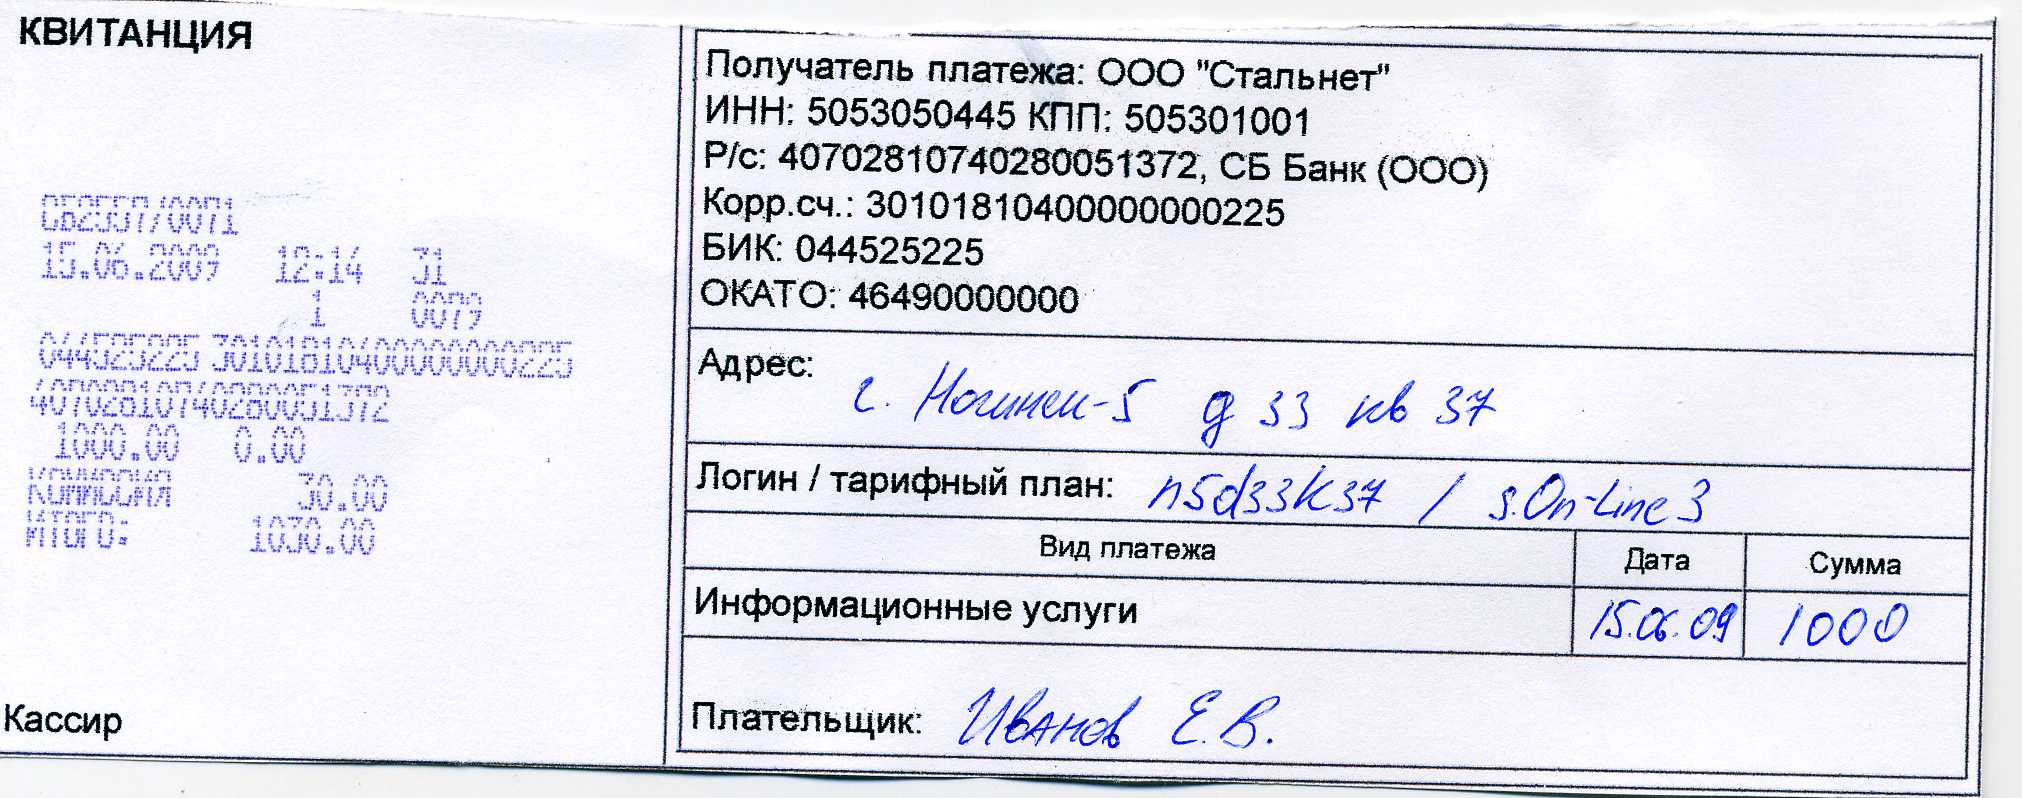 КВИТАНЦИЯ
СБ2557/0071
15.06.2009 12:14 31
1 0079
044525225 30101810400000000225
40702810740280051372
1000.00 0.00
КОМИССИЯ 30.00
ИТОГО: 1030.00
Кассир
Получатель платежа: ООО "Стальнет"
ИНН: 5053050445 КПП: 505301001
Р/с: 40702810740280051372, СБ Банк (ООО)
Корр.сч.: 30101810400000000225
БИК: 044525225
ОКАТО: 46490000000
Адрес:
г. Ногинск-5 д 33 кв 37
Логин / тарифный план: n5d33k37 / s.On-Line 3
Вид платежа Дата Сумма
Информационные услуги 15.06.09 1000
Плательщик: Иванов Е.В.